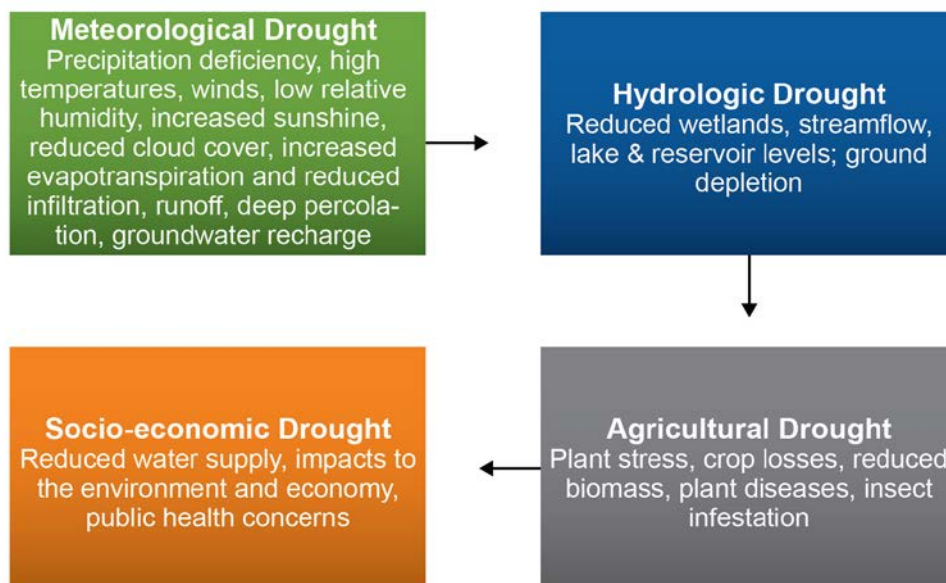 Meteorological Drought
Precipitation deficiency, high
temperatures, winds, low relative
humidity, increased sunshine,
reduced cloud cover, increased
evapotranspiration and reduced
infiltration, runoff, deep percola-
tion, groundwater recharge
Hydrologic Drought
Reduced wetlands, streamflow,
lake & reservoir levels; ground
depletion
Agricultural Drought
Plant stress, crop losses, reduced
biomass, plant diseases, insect
infestation
Socio-economic Drought
Reduced water supply, impacts to
the environment and economy,
public health concerns